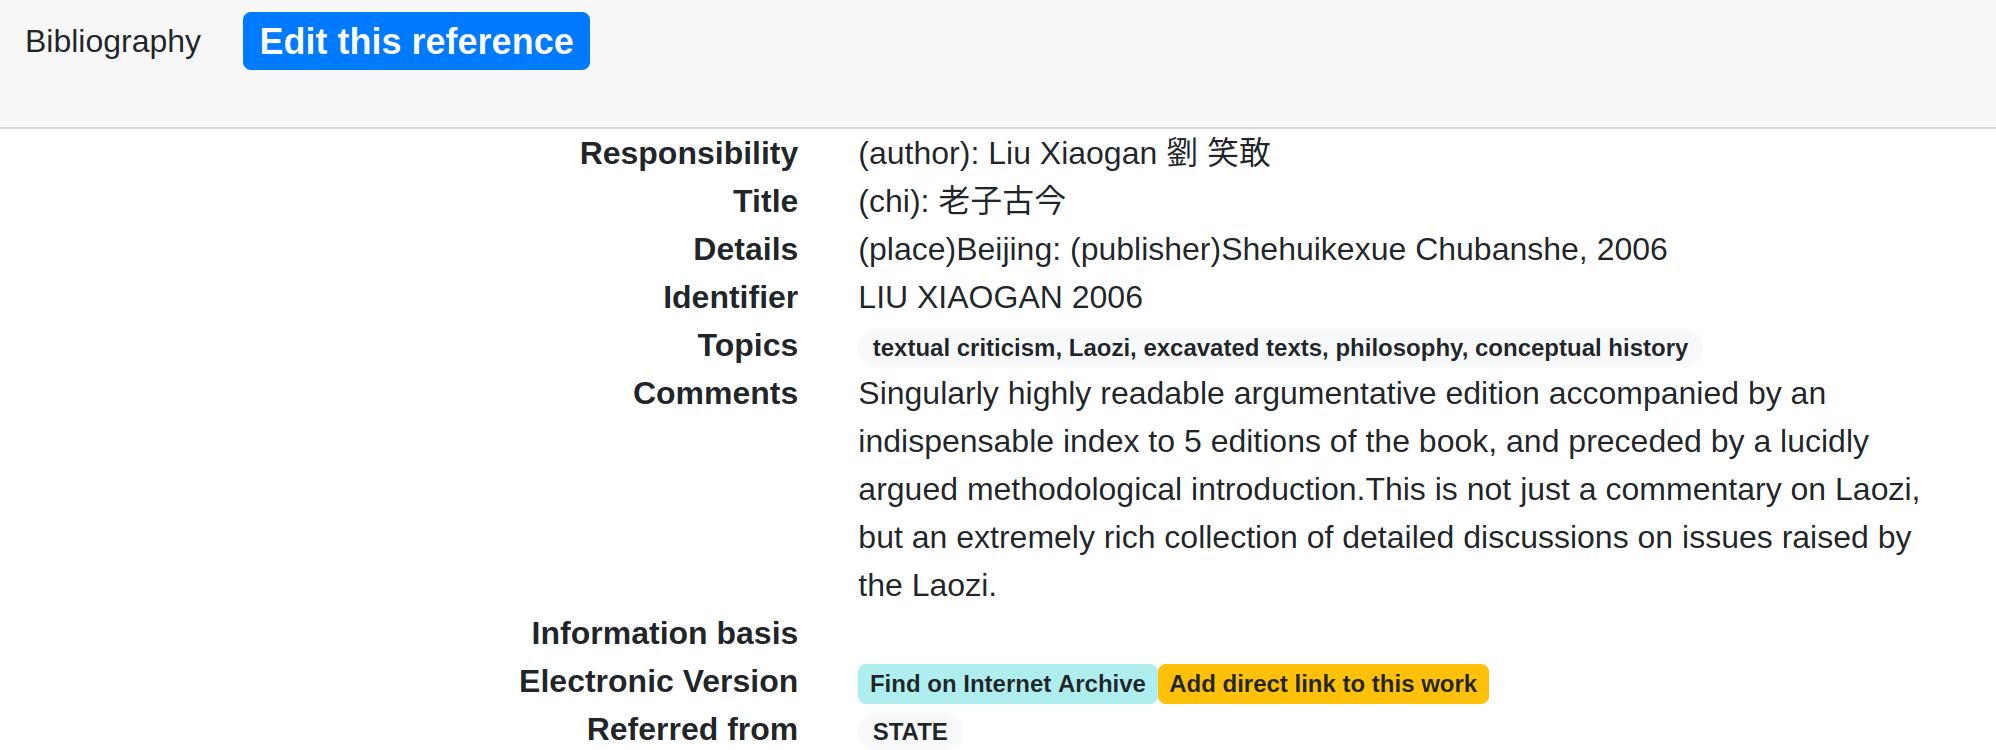 Bibliography Edit this reference
Responsibility (author): Liu Xiaogan 劉 笑敢
Title (chi): 老子古今
Details (place)Beijing: (publisher)Shehuikexue Chubanshe, 2006
Identifier LIU XIAOGAN 2006
Topics textual criticism, Laozi, excavated texts, philosophy, conceptual history
Comments Singularly highly readable argumentative edition accompanied by an
indispensable index to 5 editions of the book, and preceded by a lucidly
argued methodological introduction.This is not just a commentary on Laozi,
but an extremely rich collection of detailed discussions on issues raised by
the Laozi.
Information basis
Electronic Version Find on Internet Archive Add direct link to this work
Referred from STATE